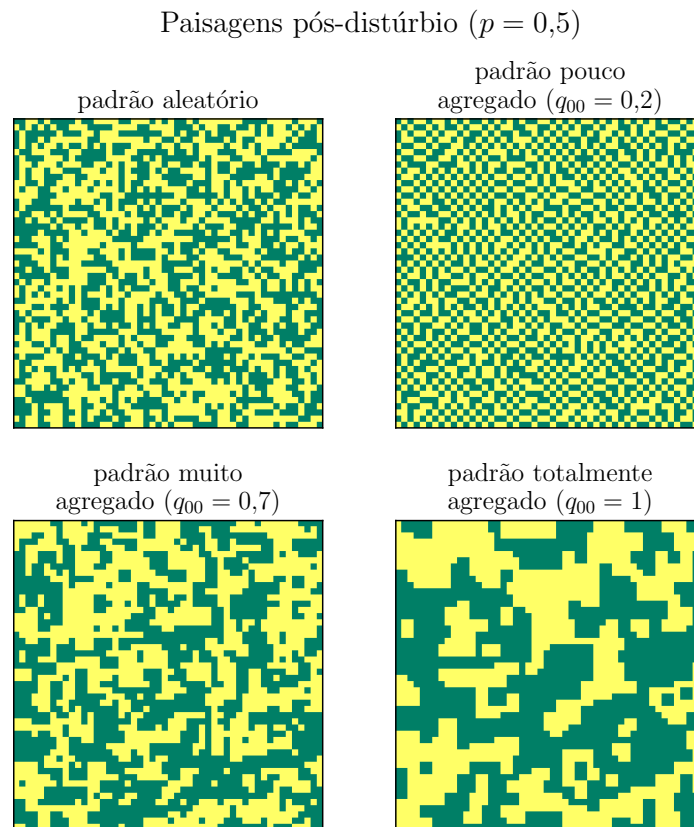 Paisagens pós-distúrbio (p = 0,5)
padrão aleatório
padrão pouco
agregado (q₀₀ = 0,2)
padrão muito
agregado (q₀₀ = 0,7)
padrão totalmente
agregado (q₀₀ = 1)